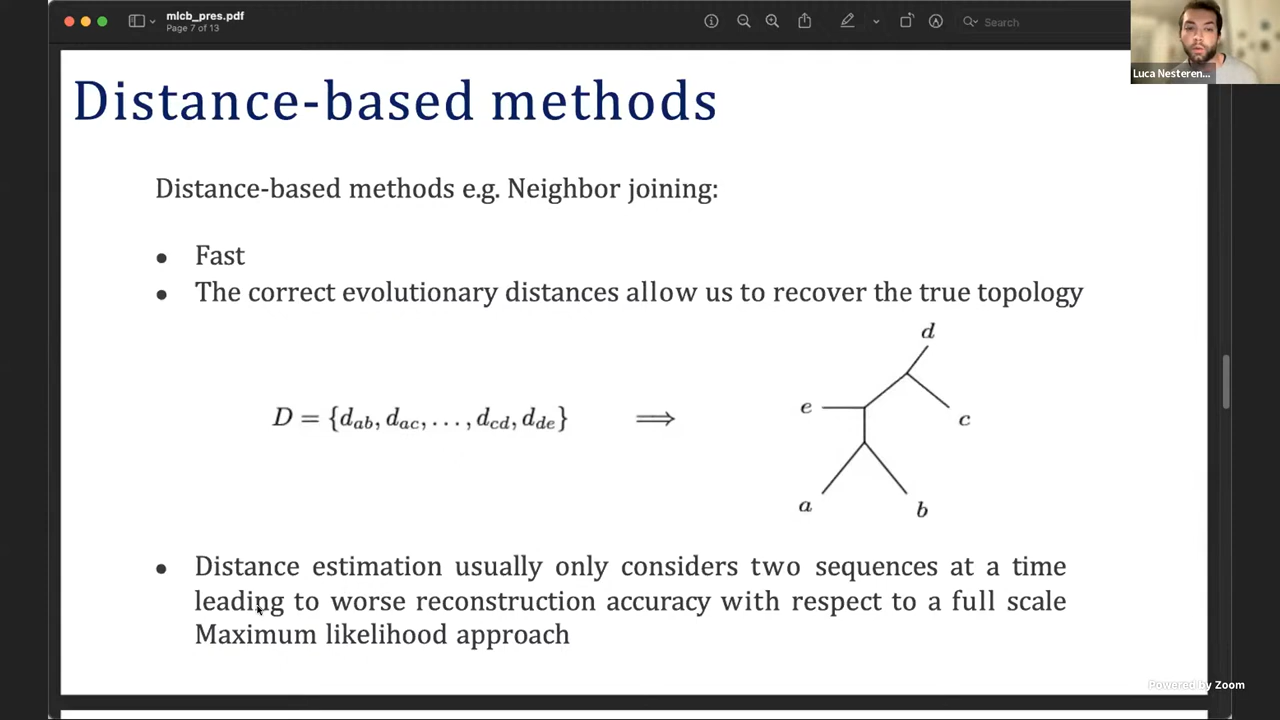 mlcb_pres.pdf
Page 7 of 13
Search
Luca Nesteren...
Distance-based methods
Distance-based methods e.g. Neighbor joining:
• Fast
• The correct evolutionary distances allow us to recover the true topology
D = {d_ab, d_ac, . . . , d_cd, d_de} ⟹
d
e
c
a
b
• Distance estimation usually only considers two sequences at a time
leading to worse reconstruction accuracy with respect to a full scale
Maximum likelihood approach
Powered by Zoom